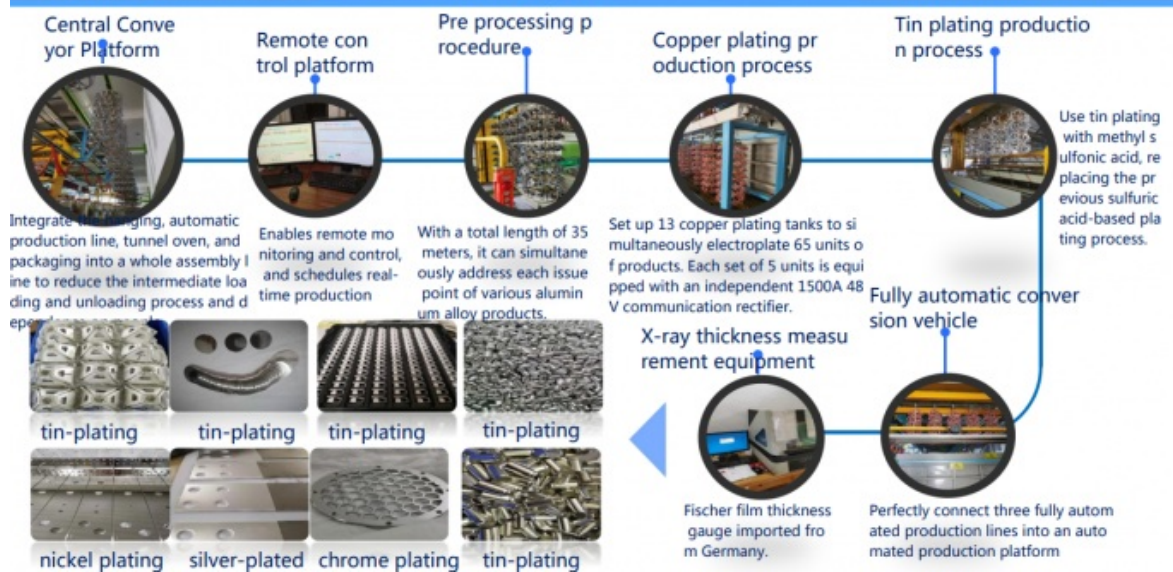 Central Conve
yor Platform
Integrate the hanging, automatic
production line, tunnel oven, and
packaging into a whole assembly l
ine to reduce the intermediate loa
ding and unloading process and d
Remote con
trol platform
Enables remote mo
nitoring and control,
and schedules real-
time production
Pre processing p
rocedure
With a total length of 35
meters, it can simultane
ously address each issue
point of various alumin
um alloy products.
Copper plating pr
oduction process
Set up 13 copper plating tanks to si
multaneously electroplate 65 units o
f products. Each set of 5 units is equi
pped with an independent 1500A 48
V communication rectifier.
Tin plating productio
n process
Use tin plating
with methyl s
ulfonic acid, re
placing the pr
evious sulfuric
acid-based pla
ting process.
Fully automatic conver
sion vehicle
Perfectly connect three fully autom
ated production lines into an auto
mated production platform
X-ray thickness measu
rement equipment
Fischer film thickness
gauge imported fro
m Germany.
tin-plating
tin-plating
tin-plating
tin-plating
nickel plating
silver-plated
chrome plating
tin-plating